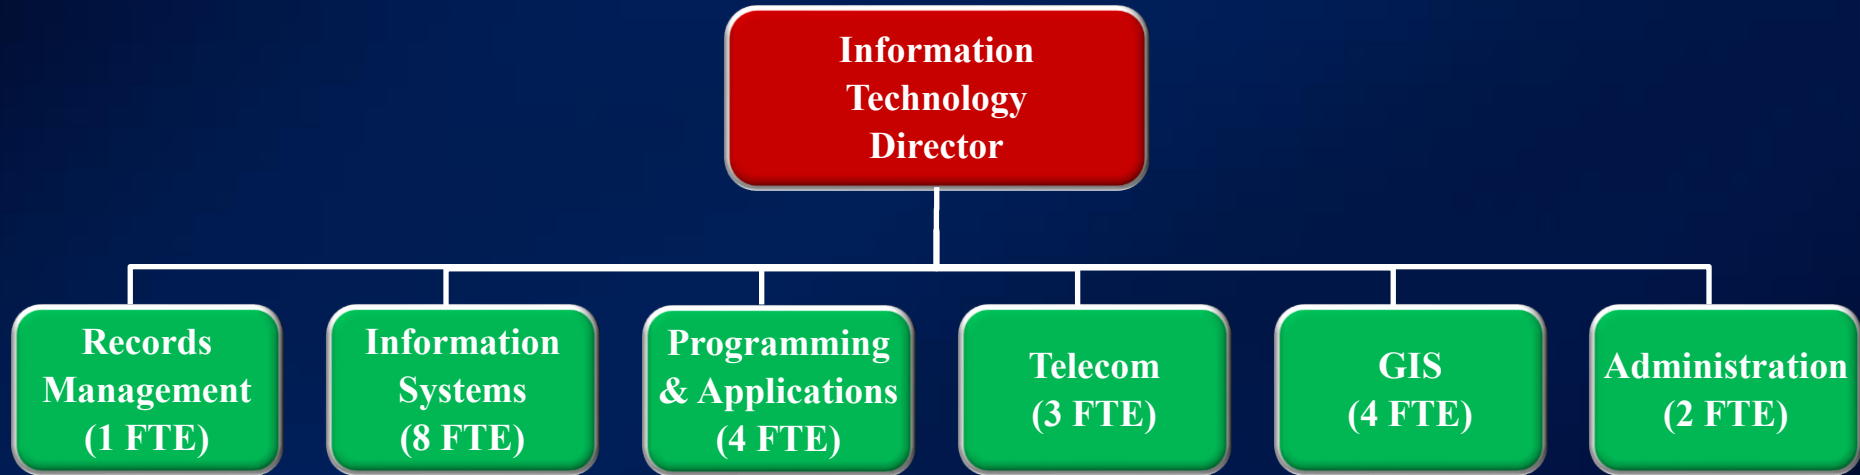 Information
Technology
Director
Records
Management
(1 FTE)
Information
Systems
(8 FTE)
Programming
& Applications
(4 FTE)
Telecom
(3 FTE)
GIS
(4 FTE)
Administration
(2 FTE)